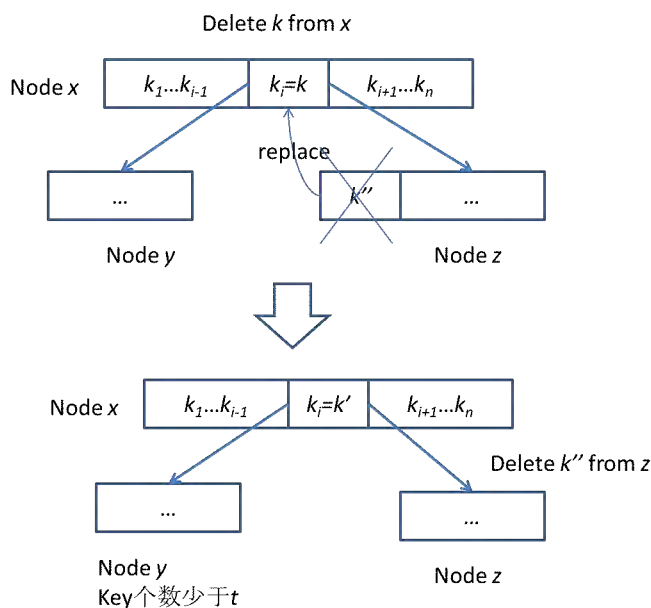 Delete k from x
Node x
k1...ki-1
ki=k
ki+1...kn
replace
...
k′′
...
Node y
Node z
Node x
k1...ki-1
ki=k′
ki+1...kn
Delete k′′ from z
...
...
Node y
Key个数少于t
Node z